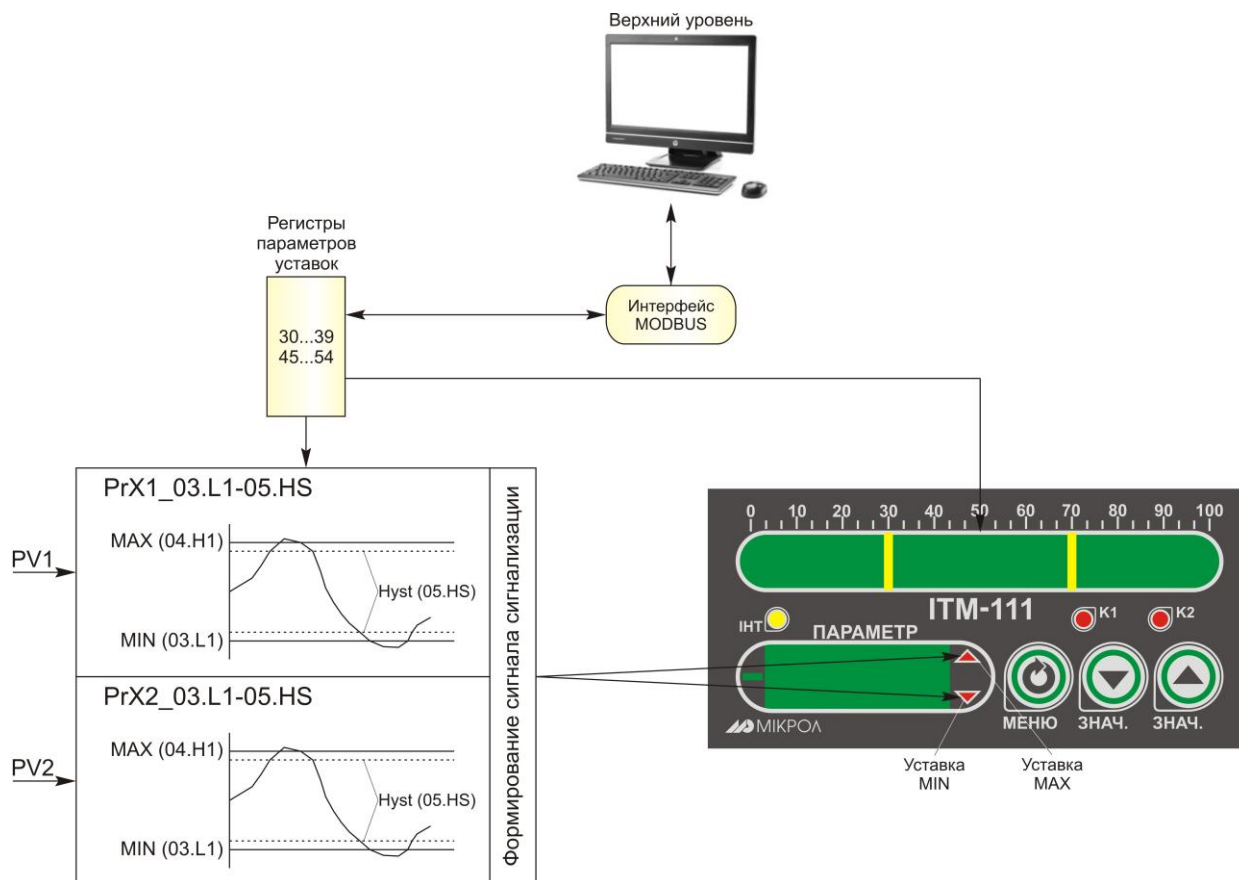 Верхний уровень
Регистры
параметров
уставок
30...39
45...54
Интерфейс
MODBUS
PrX1_03.L1-05.HS
MAX (04.H1)
Hyst (05.HS)
MIN (03.L1)
PV1
PrX2_03.L1-05.HS
MAX (04.H1)
Hyst (05.HS)
MIN (03.L1)
PV2
Формирование сигнала сигнализации
0 10 20 30 40 50 60 70 80 90 100
ІТМ-111
ІНТ
ПАРАМЕТР
К1
К2
МЕНЮ
ЗНАЧ.
ЗНАЧ.
МІКРОЛ
Уставка
MIN
Уставка
MAX